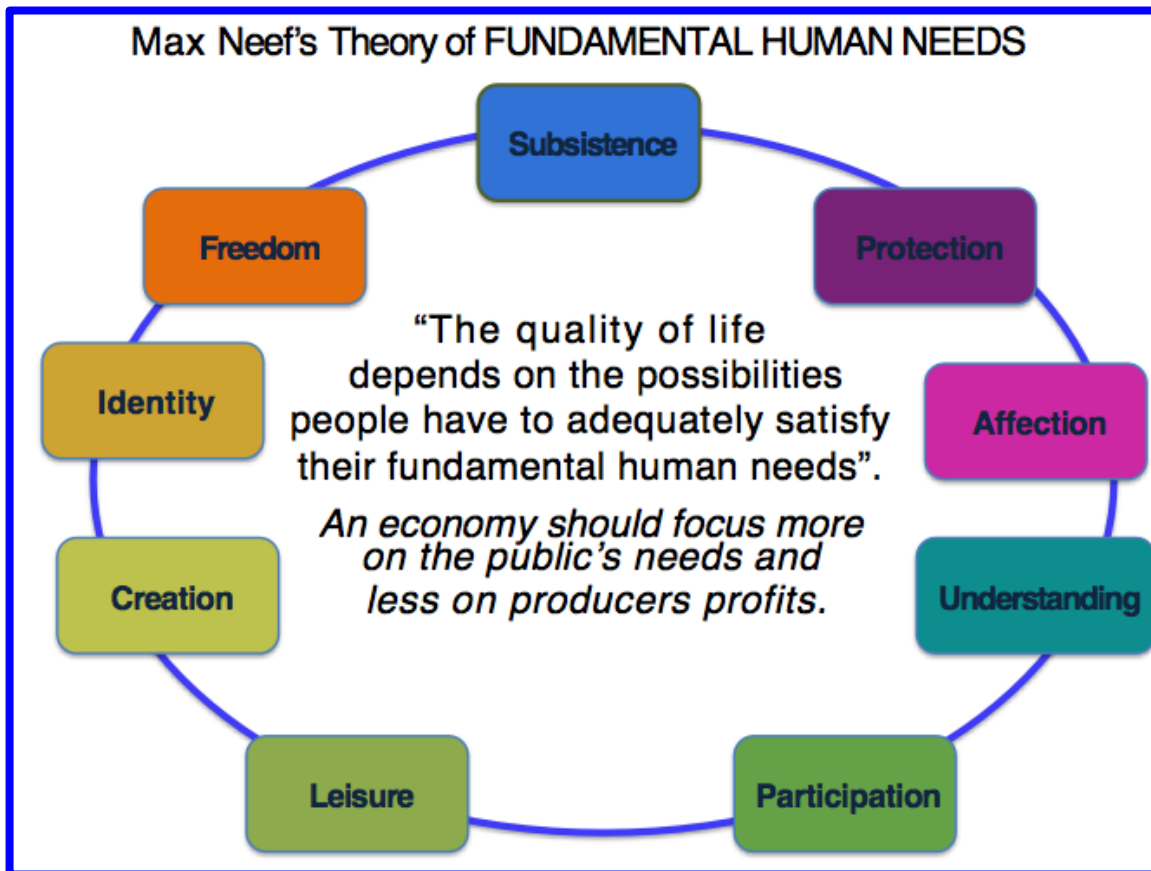 Max Neef's Theory of FUNDAMENTAL HUMAN NEEDS
Subsistence
Protection
Affection
Understanding
Participation
Leisure
Creation
Identity
Freedom
“The quality of life
depends on the possibilities
people have to adequately satisfy
their fundamental human needs”.
An economy should focus more
on the public's needs and
less on producers profits.